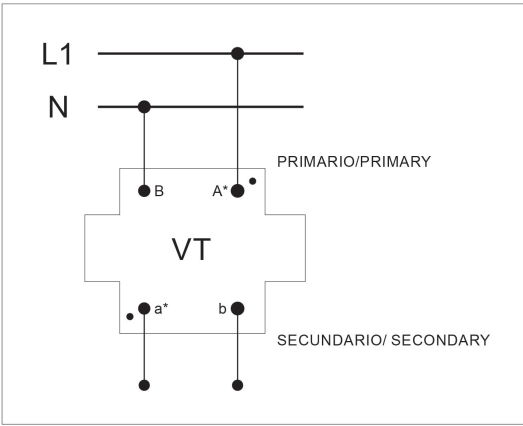 L1
N
PRIMARIO/PRIMARY
B A*
VT
a* b
SECUNDARIO/ SECONDARY